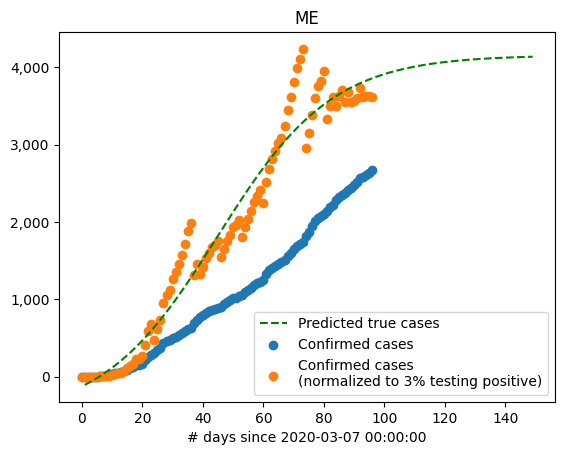 ME
4,000
3,000
2,000
1,000
0
Predicted true cases
Confirmed cases
Confirmed cases
(normalized to 3% testing positive)
0 20 40 60 80 100 120 140
# days since 2020-03-07 00:00:00